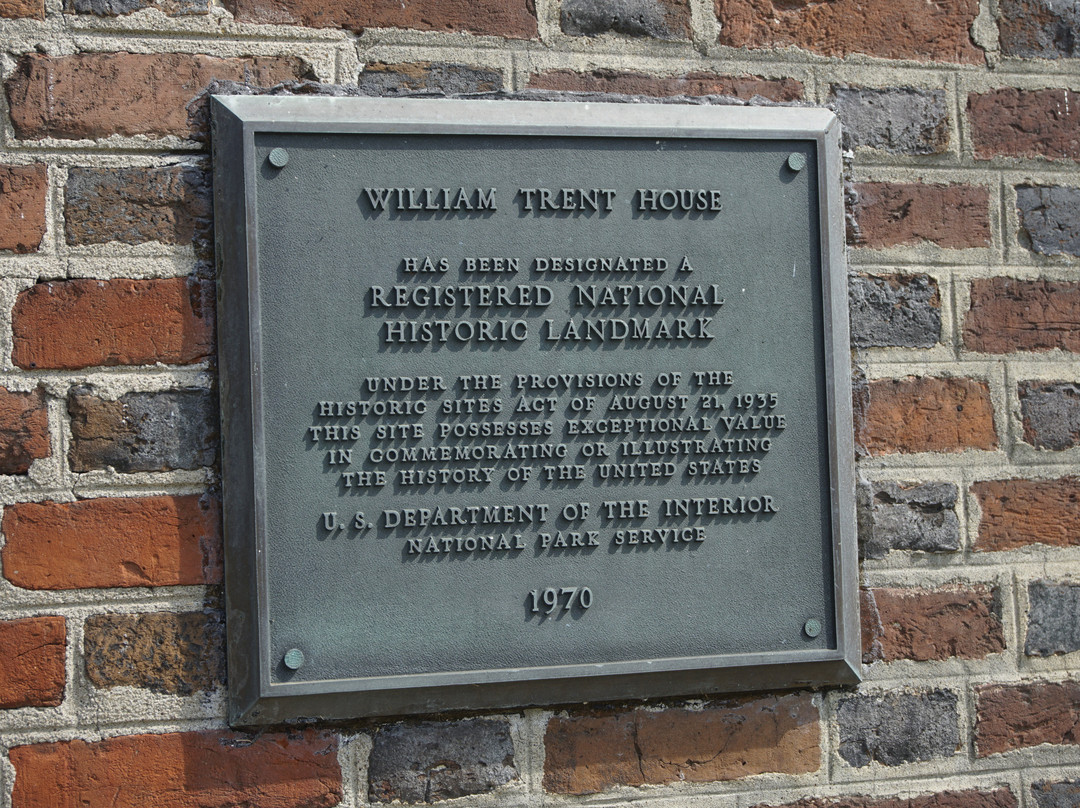 WILLIAM TRENT HOUSE
HAS BEEN DESIGNATED A
REGISTERED NATIONAL
HISTORIC LANDMARK
UNDER THE PROVISIONS OF THE
HISTORIC SITES ACT OF AUGUST 21, 1935
THIS SITE POSSESSES EXCEPTIONAL VALUE
IN COMMEMORATING OR ILLUSTRATING
THE HISTORY OF THE UNITED STATES
U. S. DEPARTMENT OF THE INTERIOR
NATIONAL PARK SERVICE
1970